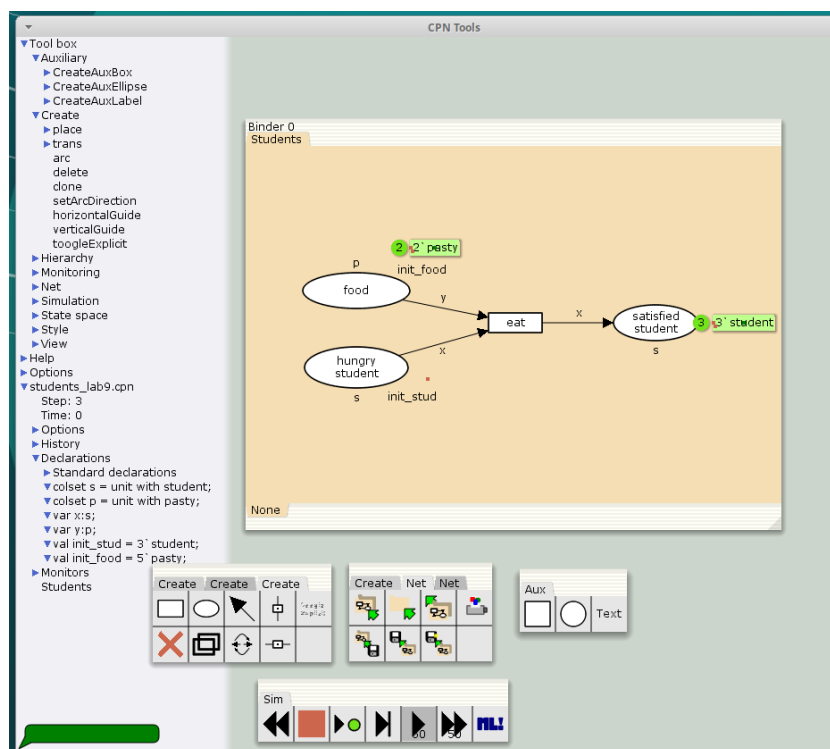 CPN Tools
Tool box
Auxiliary
CreateAuxBox
CreateAuxEllipse
CreateAuxLabel
Create
place
trans
arc
delete
clone
setArcDirection
horizontalGuide
verticalGuide
toogleExplicit
Hierarchy
Monitoring
Net
Simulation
State space
Style
View
Help
Options
students_lab9.cpn
Step: 3
Time: 0
Options
History
Declarations
Standard declarations
colset s = unit with student;
colset p = unit with pasty;
var x:s;
var y:p;
val init_stud = 3`student;
val init_food = 5`pasty;
Monitors
Students
Binder 0
Students
2 2`pasty
p
init_food
food
y
eat
x
satisfied
student
3 3`student
s
hungry
student
x
s
init_stud
None
Create Create Create
Create Net Net
Aux
Text
Sim
50
ML!